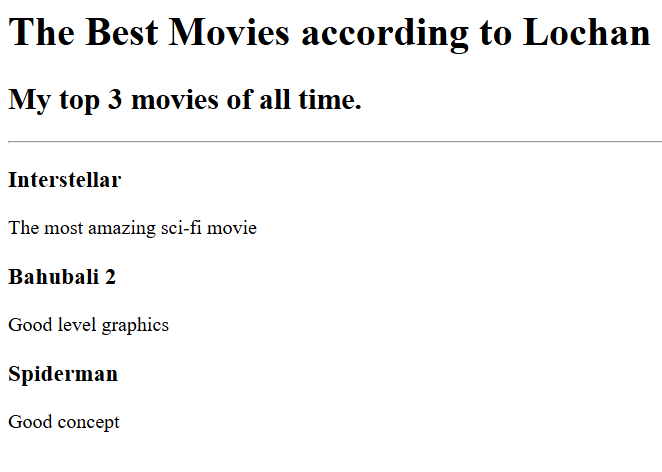 The Best Movies according to Lochan
My top 3 movies of all time.
Interstellar
The most amazing sci-fi movie
Bahubali 2
Good level graphics
Spiderman
Good concept